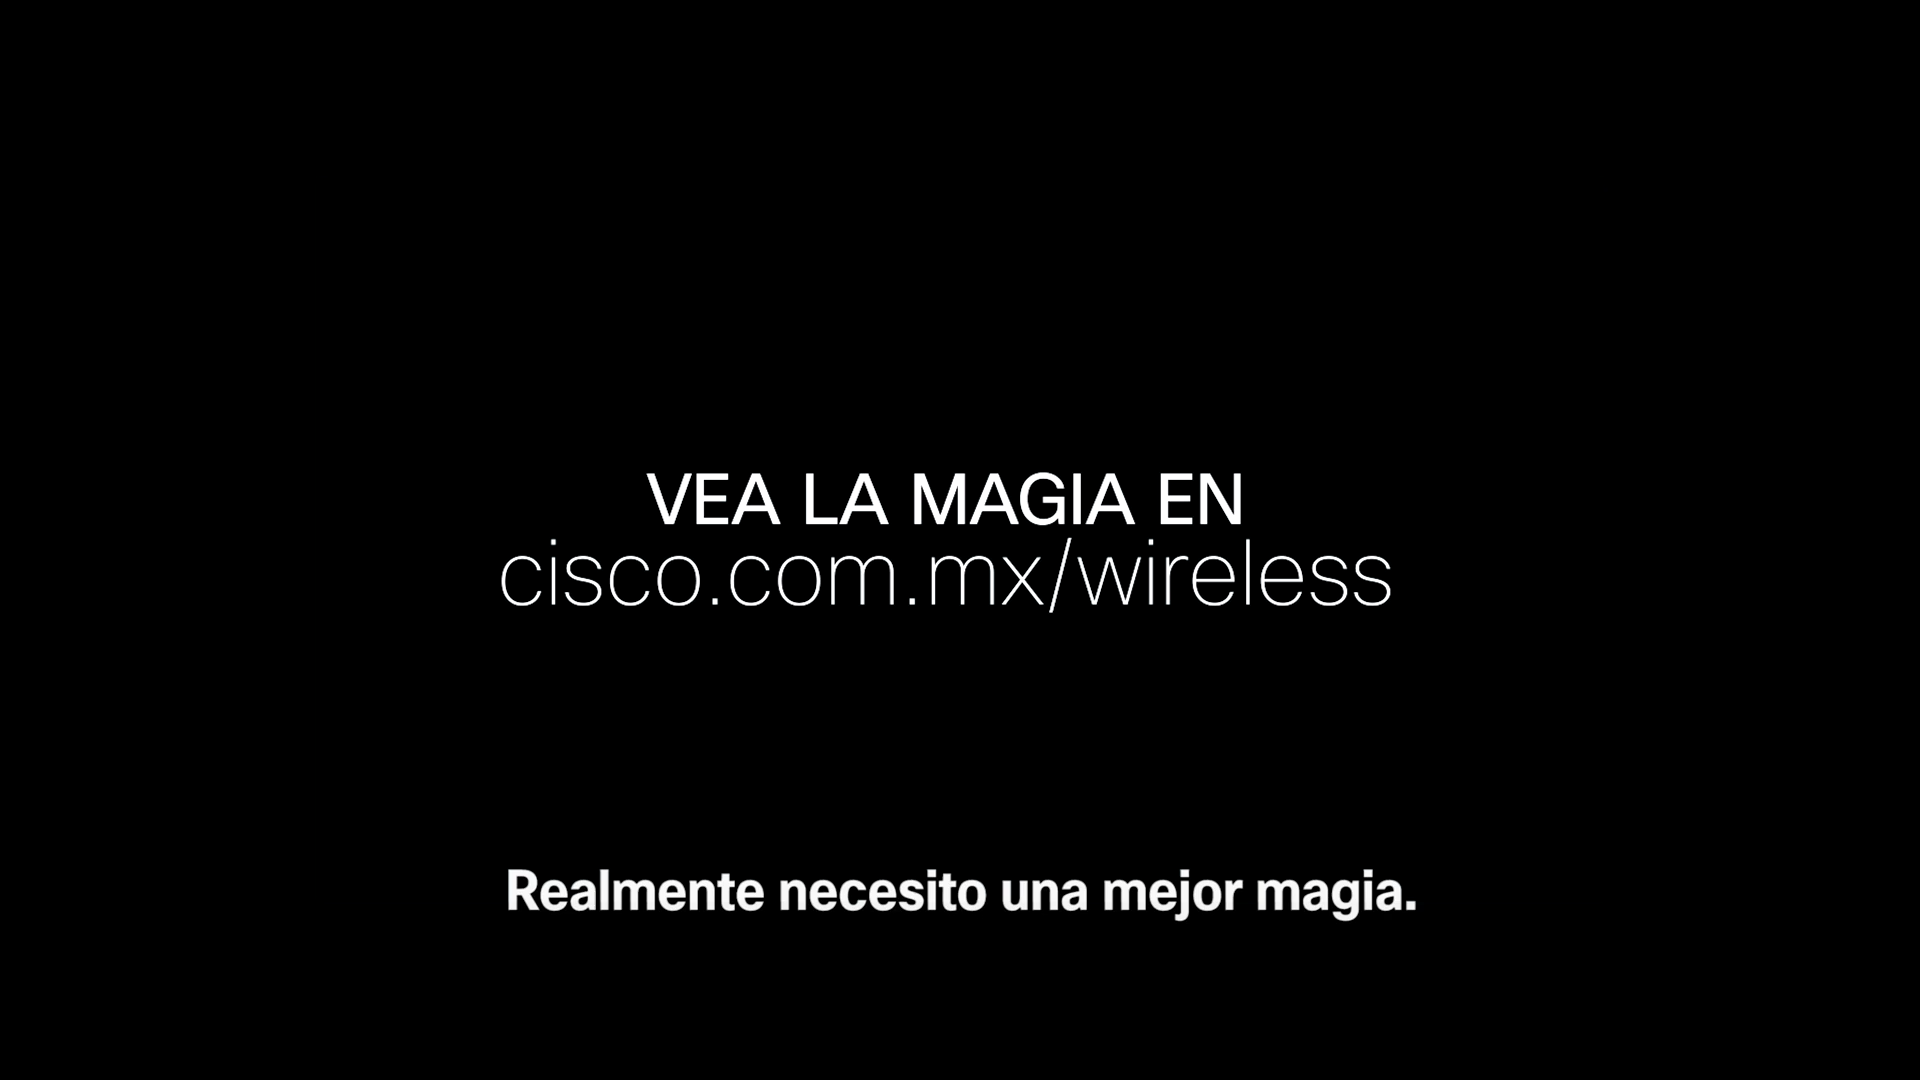 VEA LA MAGIA EN
cisco.com.mx/wireless
Realmente necesito una mejor magia.